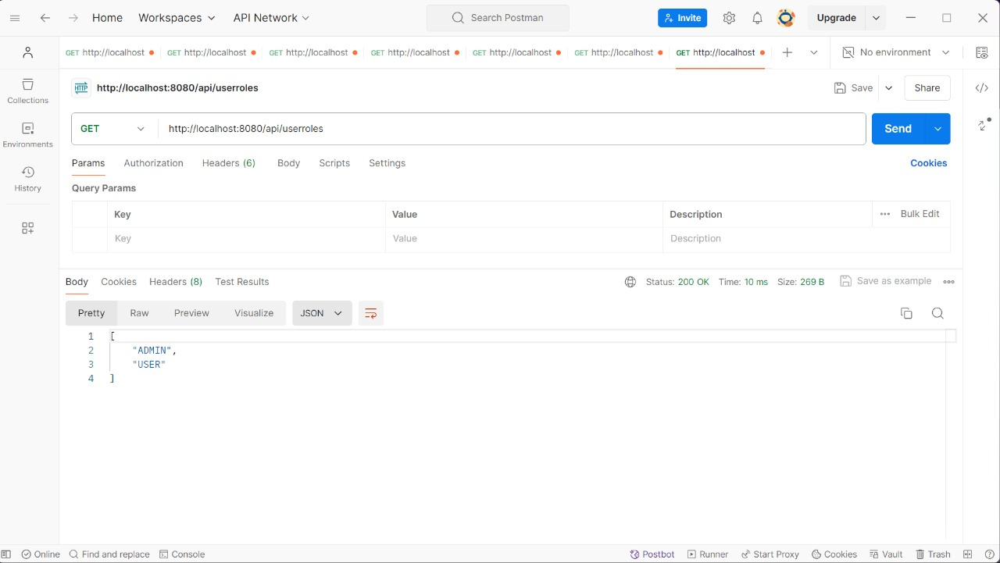 Home Workspaces API Network Search Postman Invite Upgrade
GET http://localhost GET http://localhost GET http://localhost GET http://localhost GET http://localhost GET http://localhost GET http://localhost No environment
HTTP http://localhost:8080/api/userroles Save Share
Collections
Environments
History
GET http://localhost:8080/api/userroles Send
Params Authorization Headers (6) Body Scripts Settings Cookies
Query Params
Key Value Description Bulk Edit
Key Value Description
Body Cookies Headers (8) Test Results Status: 200 OK Time: 10 ms Size: 269 B Save as example
Pretty Raw Preview Visualize JSON
1 [
2 "ADMIN",
3 "USER"
4 ]
Online Find and replace Console Postbot Runner Start Proxy Cookies Vault Trash